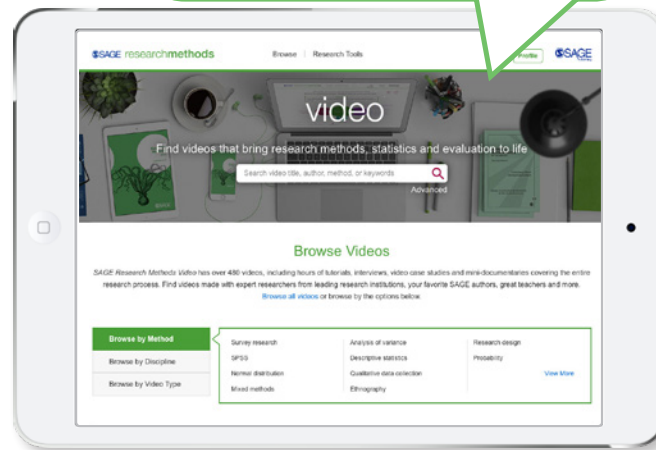 SAGE researchmethods
Browse | Research Tools
Profile
SAGE
video
Find videos that bring research methods, statistics and evaluation to life
Search video title, author, method, or keywords
Advanced
Browse Videos
SAGE Research Methods Video has over 480 videos, including hours of tutorials, interviews, video case studies and mini-documentaries covering the entire
research process. Find videos made with expert researchers from leading research institutions, your favorite SAGE authors, great teachers and more.
Browse all videos or browse by the options below.
Browse by Method
Browse by Discipline
Browse by Video Type
Survey research
SPSS
Normal distribution
Mixed methods
Analysis of variance
Descriptive statistics
Qualitative data collection
Ethnography
Research design
Probability
View More